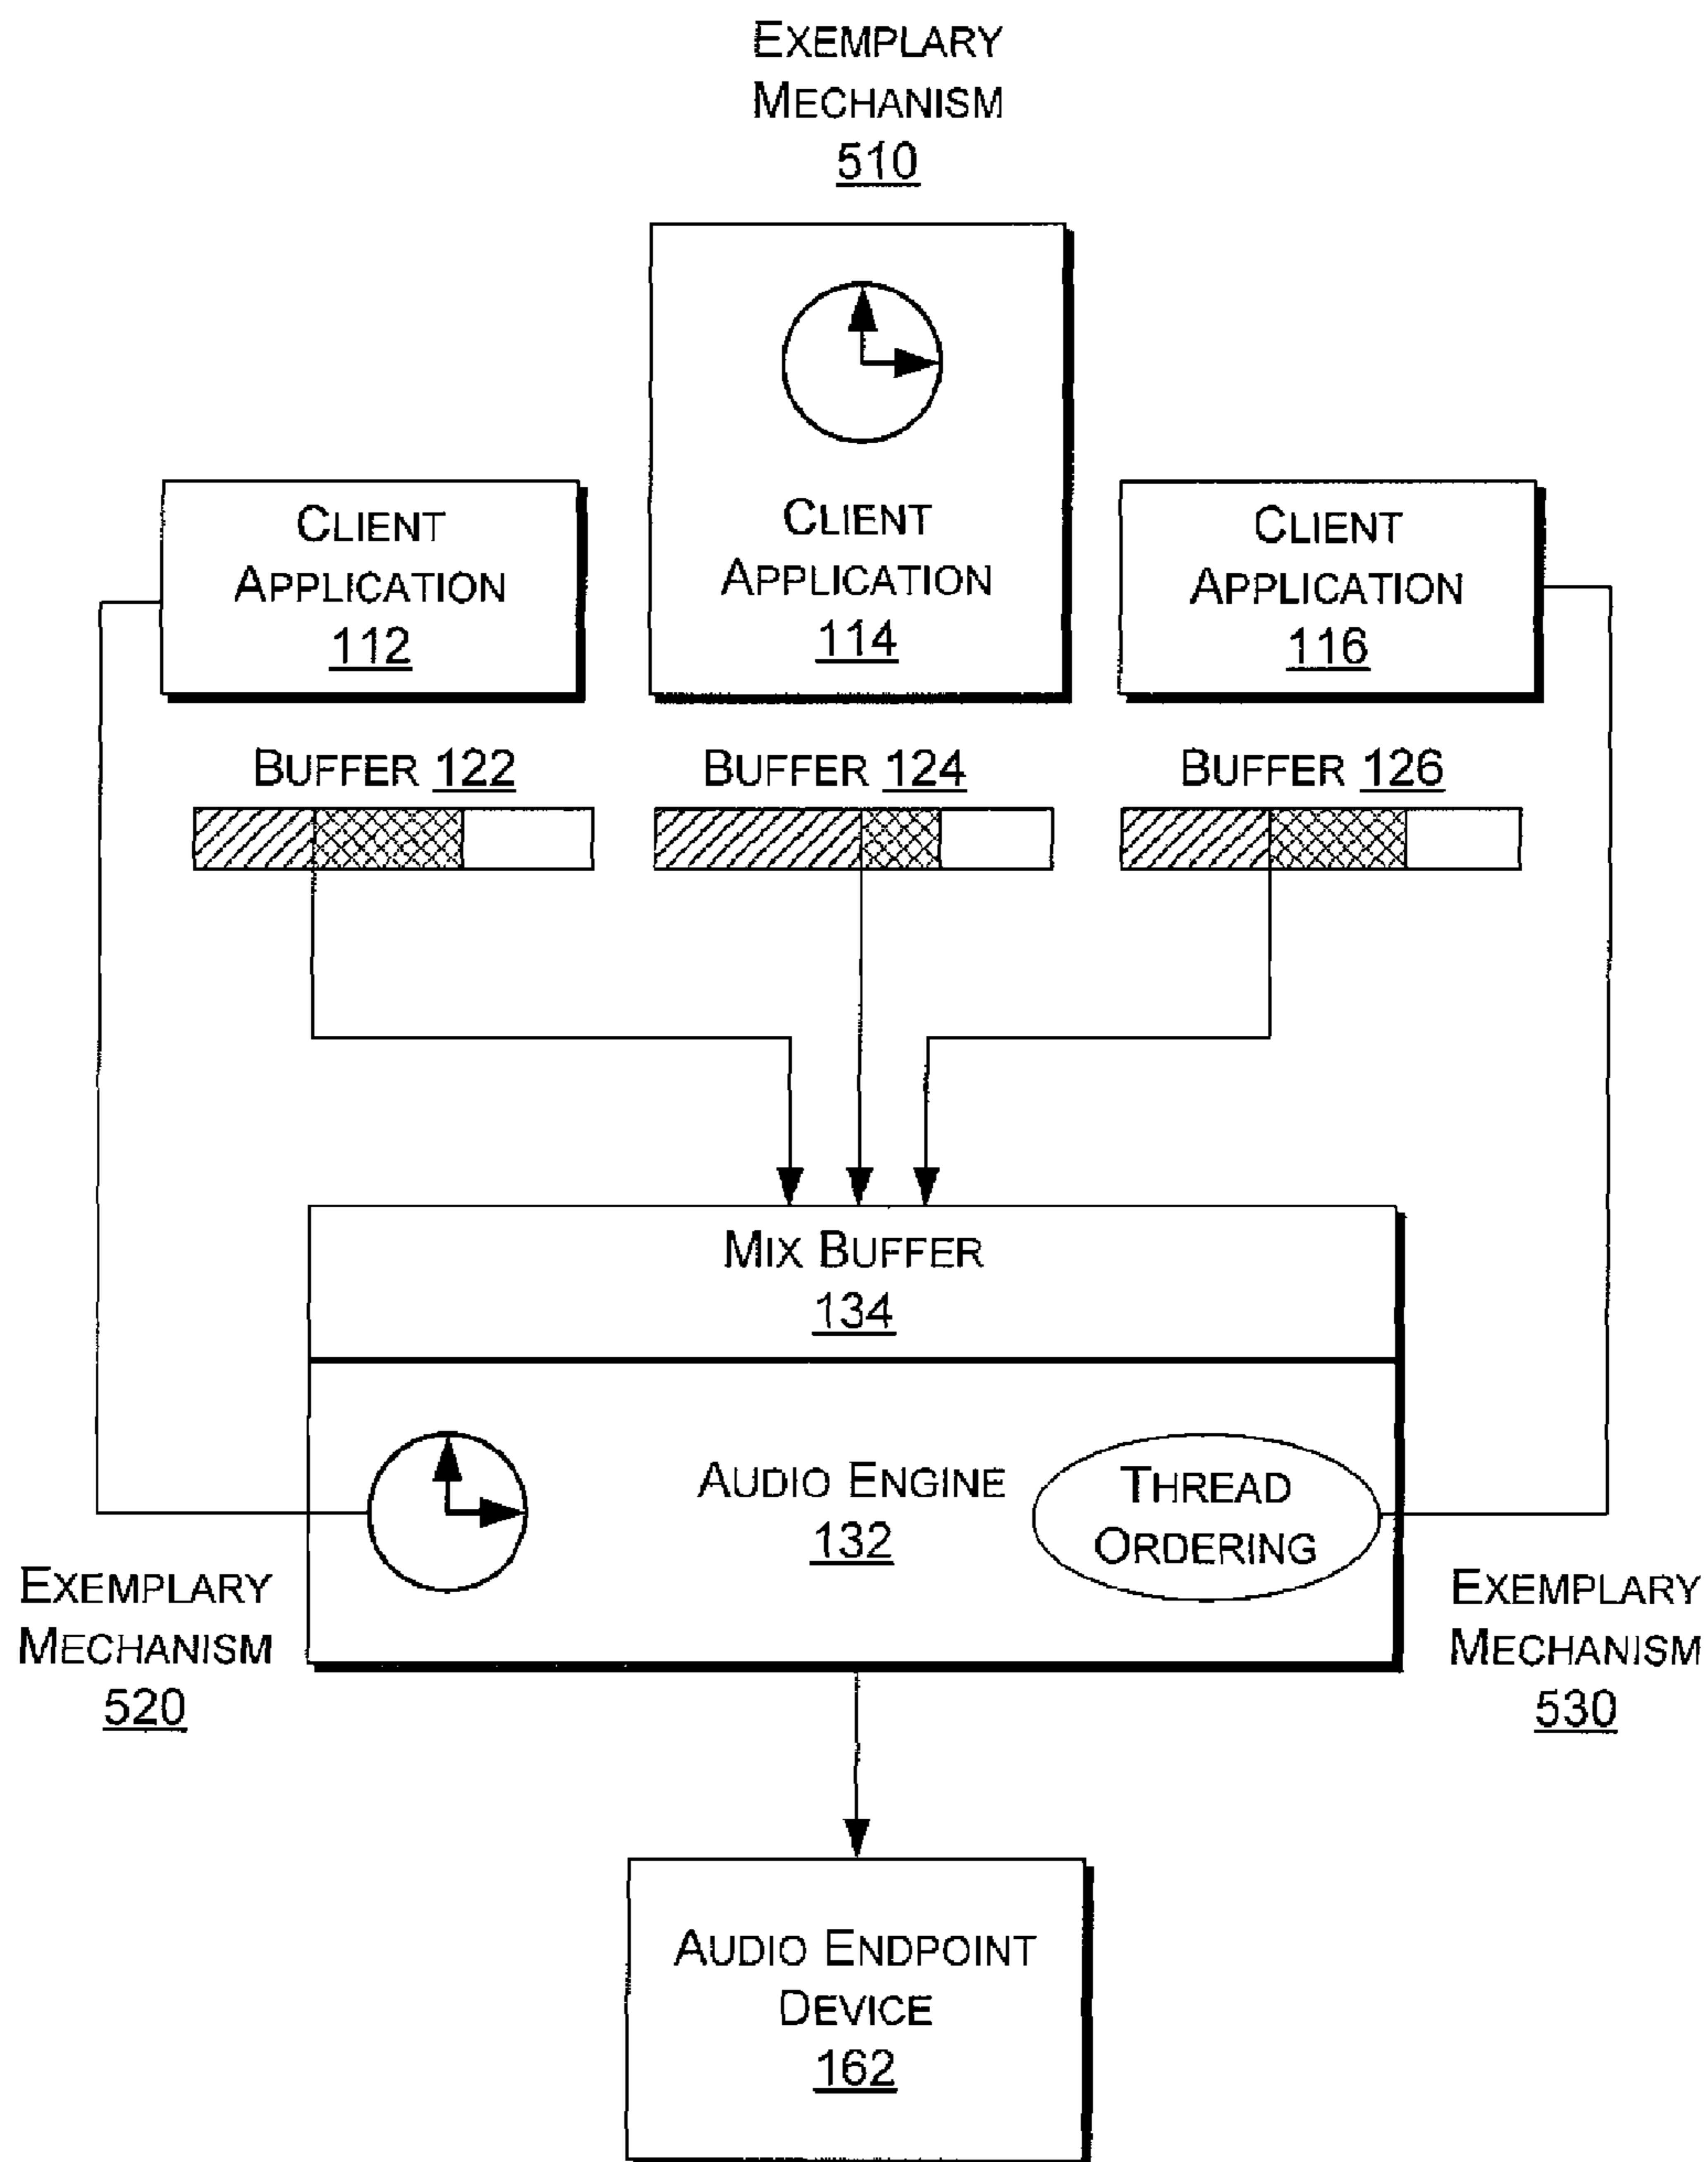 EXEMPLARY
MECHANISM
510
CLIENT
APPLICATION
112
CLIENT
APPLICATION
114
CLIENT
APPLICATION
116
BUFFER 122
BUFFER 124
BUFFER 126
MIX BUFFER
134
AUDIO ENGINE
132
THREAD
ORDERING
EXEMPLARY
MECHANISM
520
EXEMPLARY
MECHANISM
530
AUDIO ENDPOINT
DEVICE
162